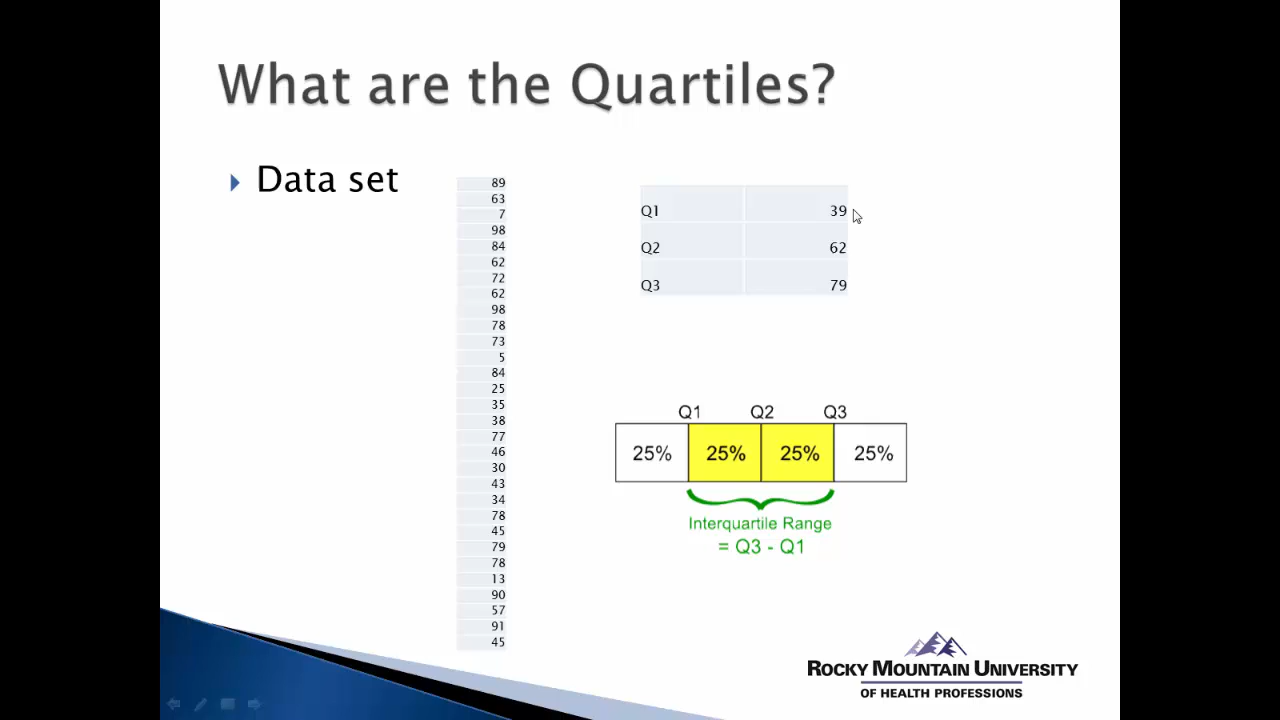 What are the Quartiles?
Data set
89
63
7
98
84
62
72
62
98
78
73
5
84
25
35
38
77
46
30
43
34
78
45
79
78
13
90
57
91
45
Q1 39
Q2 62
Q3 79
Q1 Q2 Q3
25% 25% 25% 25%
Interquartile Range
= Q3 - Q1
ROCKY MOUNTAIN UNIVERSITY
OF HEALTH PROFESSIONS